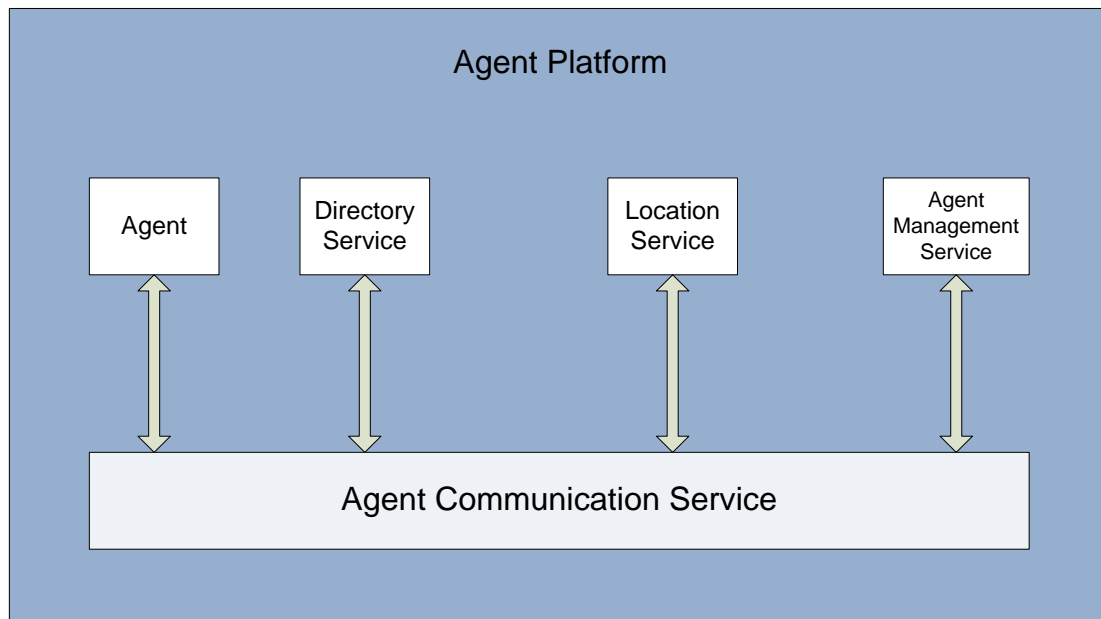 Agent Platform
Agent
Directory
Service
Location
Service
Agent
Management
Service
Agent Communication Service